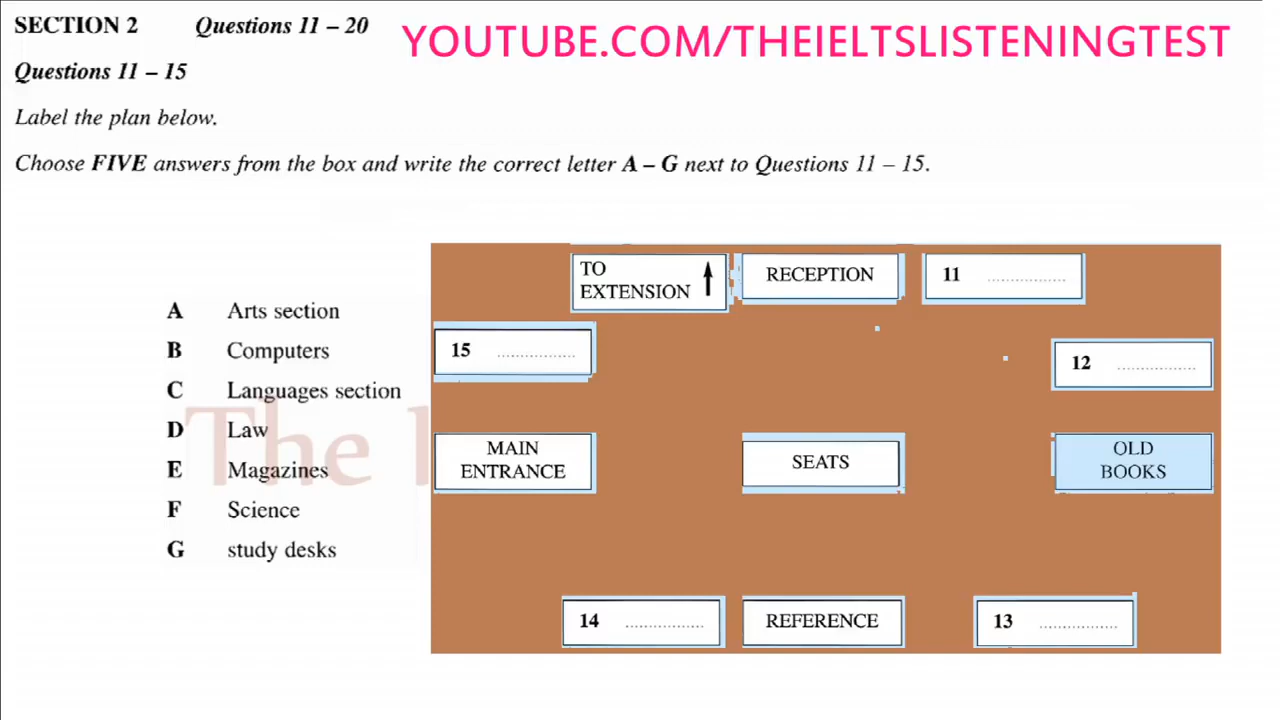 SECTION 2 Questions 11 – 20
YOUTUBE.COM/THEIELTSLISTENINGTEST
Questions 11 – 15
Label the plan below.
Choose FIVE answers from the box and write the correct letter A – G next to Questions 11 – 15.
A Arts section
B Computers
C Languages section
D Law
E Magazines
F Science
G study desks
The
TO
EXTENSION
RECEPTION
11 ................
15 ................
12 ................
MAIN
ENTRANCE
SEATS
OLD
BOOKS
14 ................
REFERENCE
13 ................